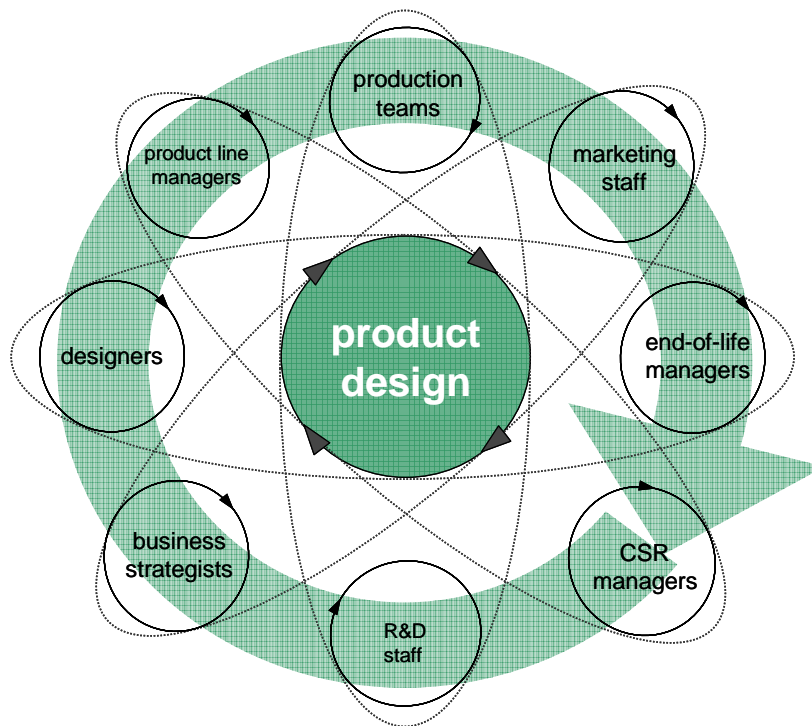 production
teams
product line
managers
marketing
staff
designers
product
design
end-of-life
managers
business
strategists
CSR
managers
R&D
staff